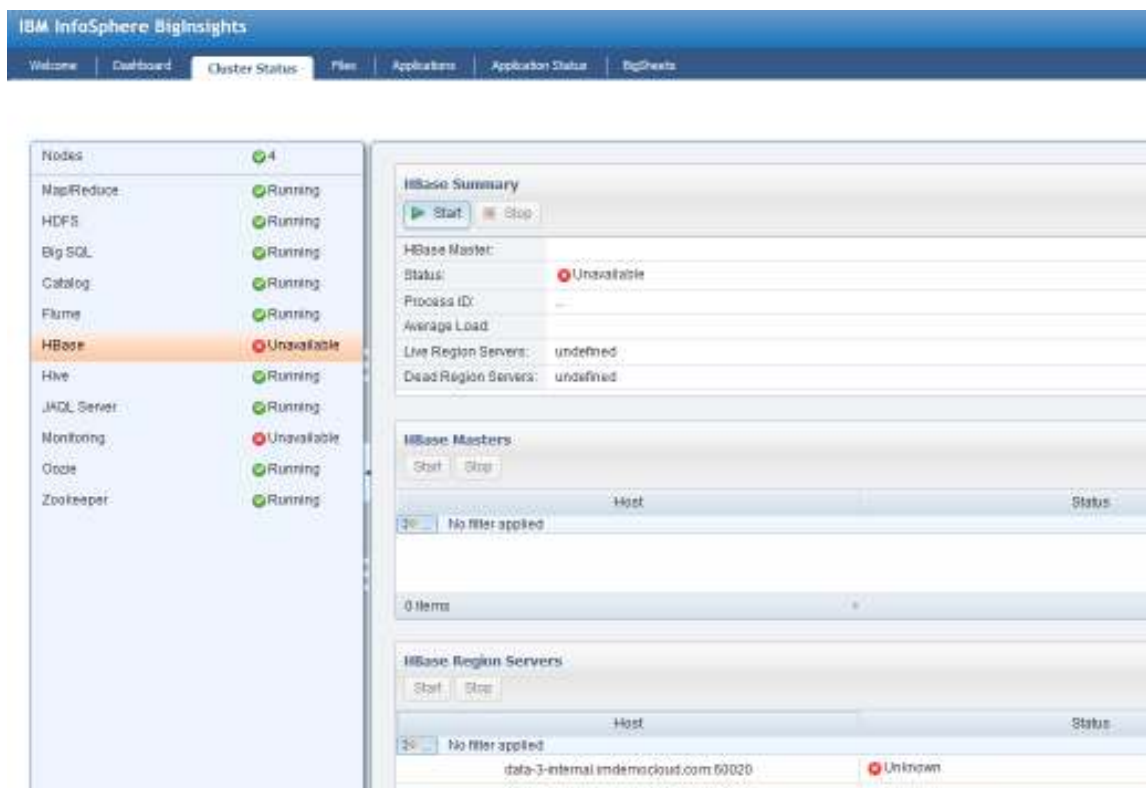 IBM InfoSphere BigInsights
Welcome Dashboard Cluster Status Files Applications Application Status BigSheets
Nodes 4
Map/Reduce Running
HDFS Running
Big SQL Running
Catalog Running
Flume Running
HBase Unavailable
Hive Running
JAQL Server Running
Monitoring Unavailable
Oozie Running
Zookeeper Running
HBase Summary
Start Stop
HBase Master:
Status: Unavailable
Process ID: ...
Average Load:
Live Region Servers: undefined
Dead Region Servers: undefined
HBase Masters
Start Stop
Host Status
No filter applied
0 items
HBase Region Servers
Start Stop
Host Status
No filter applied
data-3-internal.imdemocloud.com:60020 Unknown